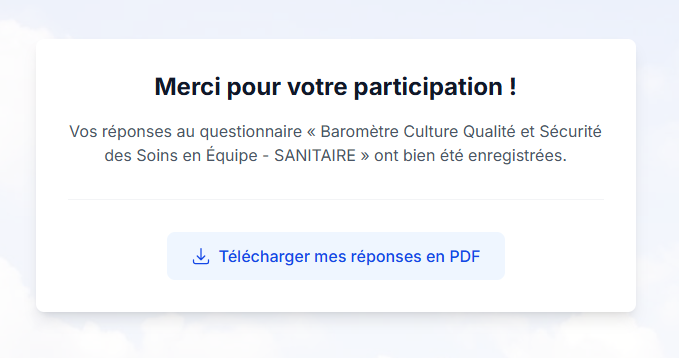 Merci pour votre participation !
Vos réponses au questionnaire « Baromètre Culture Qualité et Sécurité
des Soins en Équipe - SANITAIRE » ont bien été enregistrées.
Télécharger mes réponses en PDF